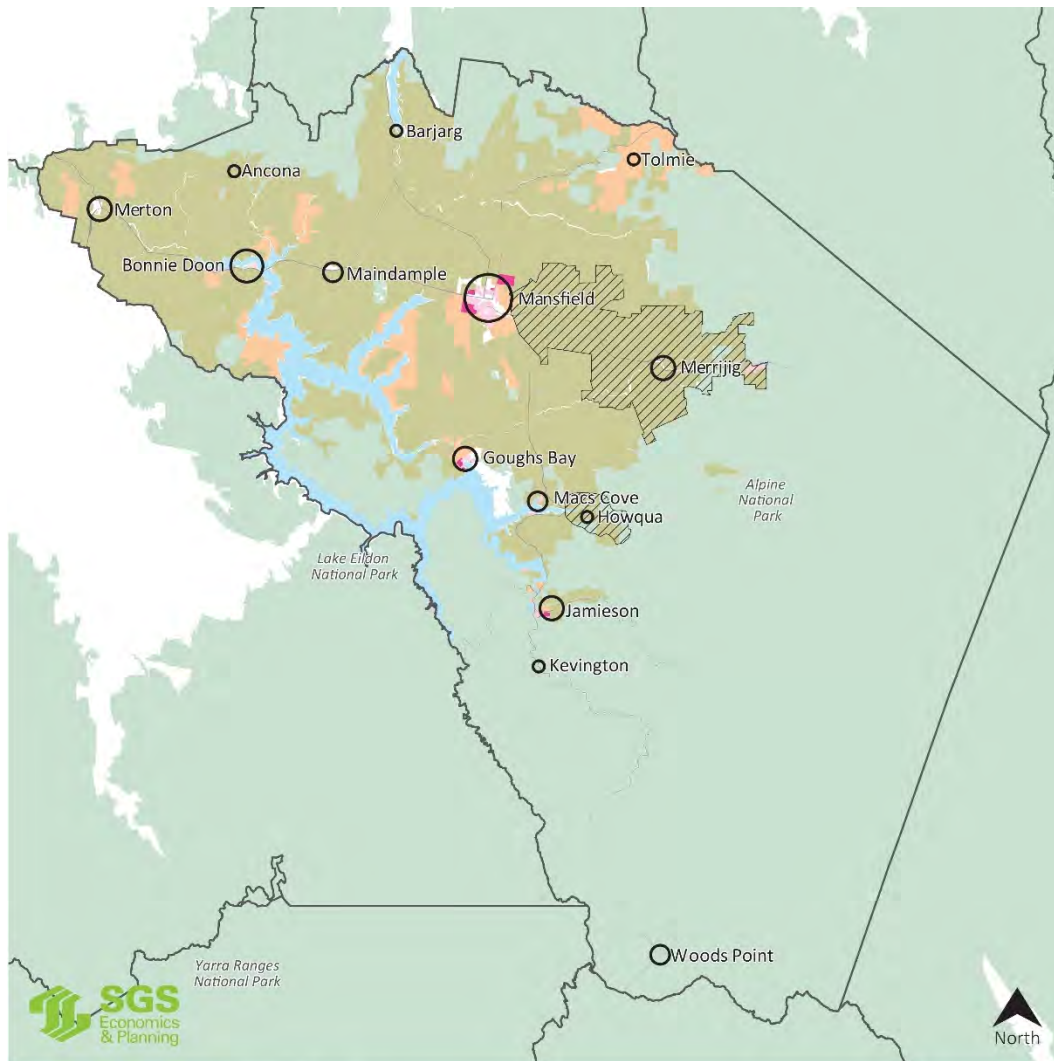 Barjarg
Tolmie
Ancona
Merton
Bonnie Doon
Maindample
Mansfield
Merrijig
Goughs Bay
Macs Cove
Howqua
Alpine
National
Park
Lake Eildon
National Park
Jamieson
Kevington
Woods Point
Yarra Ranges
National Park
SGS
Economics
& Planning
North